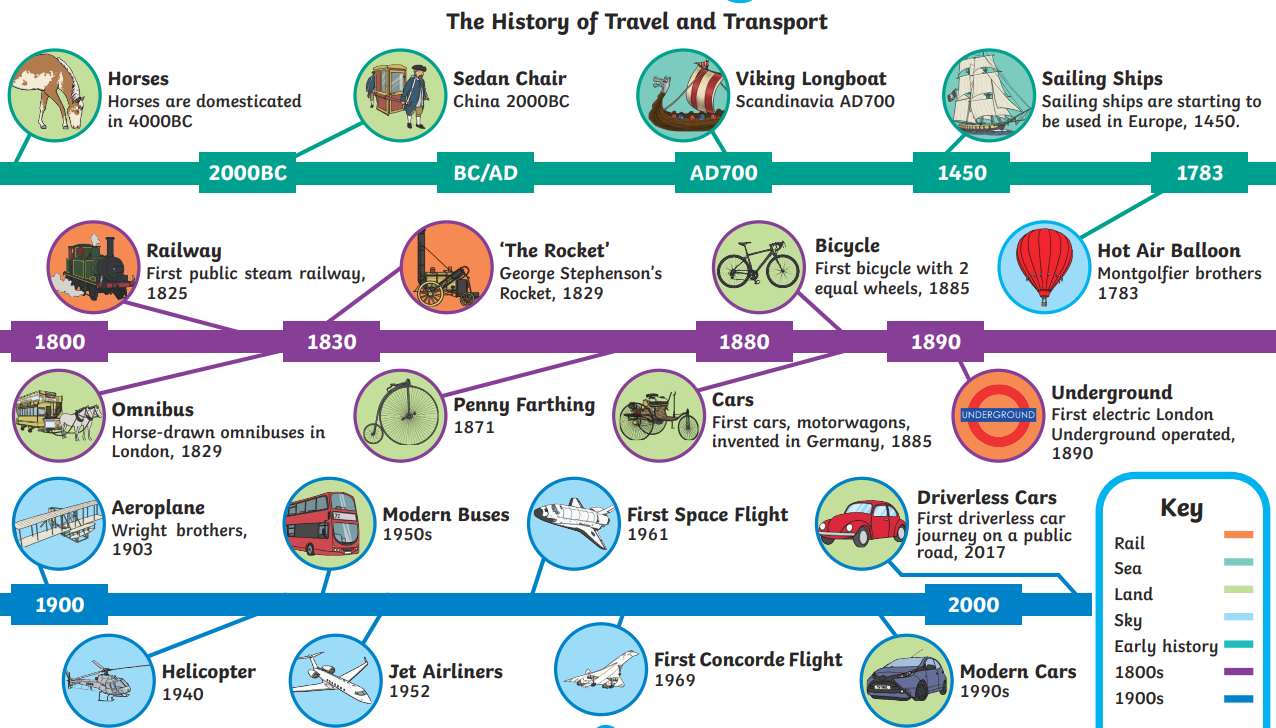 The History of Travel and Transport
Horses
Horses are domesticated
in 4000BC
Sedan Chair
China 2000BC
Viking Longboat
Scandinavia AD700
Sailing Ships
Sailing ships are starting to
be used in Europe, 1450.
2000BC
BC/AD
AD700
1450
1783
Railway
First public steam railway,
1825
‘The Rocket’
George Stephenson’s
Rocket, 1829
Bicycle
First bicycle with 2
equal wheels, 1885
Hot Air Balloon
Montgolfier brothers
1783
1800
1830
1880
1890
Omnibus
Horse-drawn omnibuses in
London, 1829
Penny Farthing
1871
Cars
First cars, motorwagons,
invented in Germany, 1885
UNDERGROUND
Underground
First electric London
Underground operated,
1890
Aeroplane
Wright brothers,
1903
Modern Buses
1950s
First Space Flight
1961
Driverless Cars
First driverless car
journey on a public
road, 2017
1900
2000
Helicopter
1940
Jet Airliners
1952
First Concorde Flight
1969
Modern Cars
1990s
Key
Rail
Sea
Land
Sky
Early history
1800s
1900s